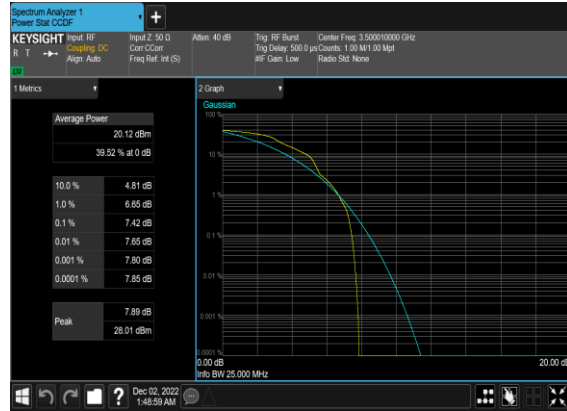 Spectrum Analyzer 1
Power Stat CCDF
KEYSIGHT
R T
Input: RF
Coupling: DC
Align: Auto
Input Z: 50 Ω
Corr CCorr
Freq Ref: Int (S)
Atten: 40 dB
Trig: RF Burst
Trig Delay: 500.0 µs
#IF Gain: Low
Center Freq: 3.500010000 GHz
Counts: 1.00 M/1.00 Mpt
Radio Std: None
1 Metrics
Average Power
20.12 dBm
39.52 % at 0 dB
10.0 % 4.81 dB
1.0 % 6.65 dB
0.1 % 7.42 dB
0.01 % 7.65 dB
0.001 % 7.80 dB
0.0001 % 7.85 dB
Peak
7.89 dB
28.01 dBm
2 Graph
Gaussian
100 %
10 %
1 %
0.1 %
0.01 %
0.001 %
0.0001 %
0.00 dB
20.00 dB
Info BW 25.000 MHz
?
Dec 02, 2022
1:48:59 AM